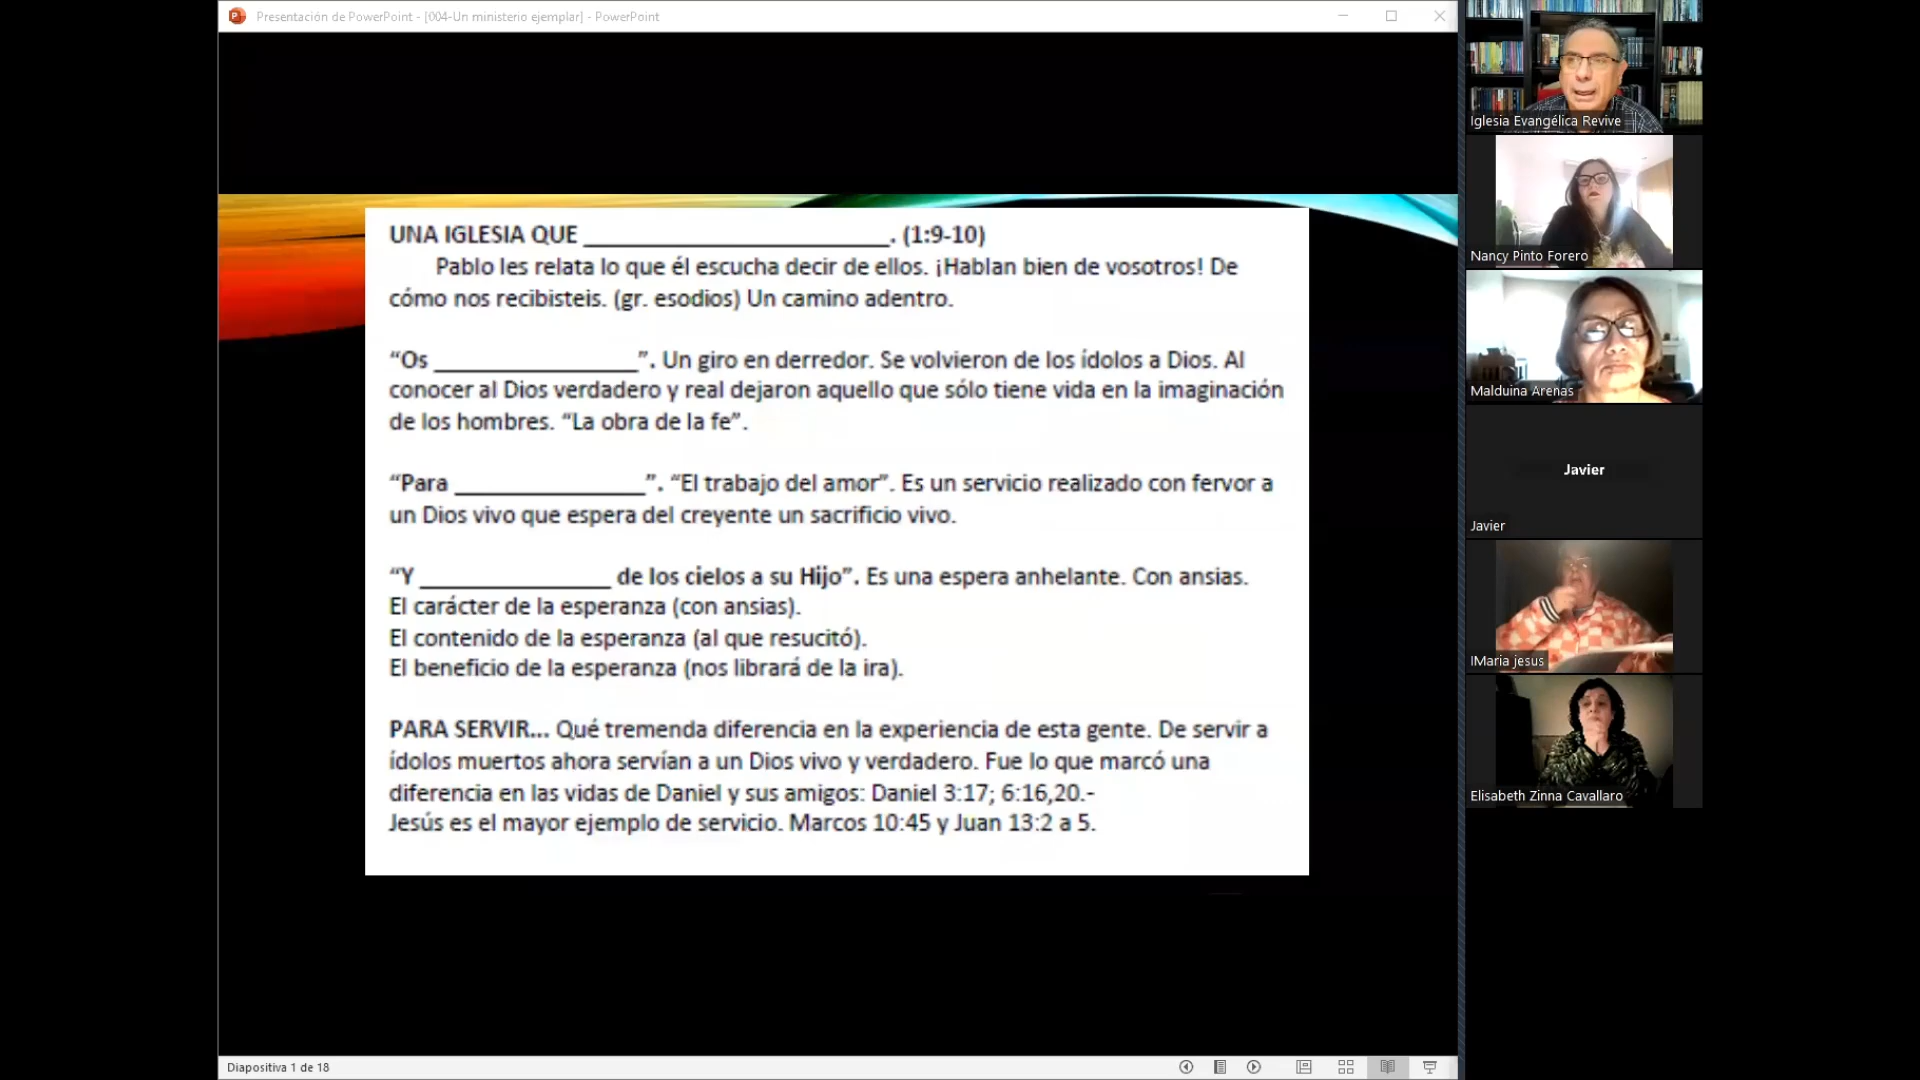 Presentación de PowerPoint - [004-Un ministerio ejemplar] - PowerPoint
UNA IGLESIA QUE ______________________. (1:9-10)
Pablo les relata lo que él escucha decir de ellos. ¡Hablan bien de vosotros! De
cómo nos recibisteis. (gr. esodios) Un camino adentro.
“Os _______________”. Un giro en derredor. Se volvieron de los ídolos a Dios. Al
conocer al Dios verdadero y real dejaron aquello que sólo tiene vida en la imaginación
de los hombres. “La obra de la fe”.
“Para ______________”. “El trabajo del amor”. Es un servicio realizado con fervor a
un Dios vivo que espera del creyente un sacrificio vivo.
“Y ______________ de los cielos a su Hijo”. Es una espera anhelante. Con ansias.
El carácter de la esperanza (con ansias).
El contenido de la esperanza (al que resucitó).
El beneficio de la esperanza (nos librará de la ira).
PARA SERVIR... Qué tremenda diferencia en la experiencia de esta gente. De servir a
ídolos muertos ahora servían a un Dios vivo y verdadero. Fue lo que marcó una
diferencia en las vidas de Daniel y sus amigos: Daniel 3:17; 6:16,20.-
Jesús es el mayor ejemplo de servicio. Marcos 10:45 y Juan 13:2 a 5.
Diapositiva 1 de 18
Iglesia Evangélica Revive
Nancy Pinto Forero
Malduina Arenas
Javier
Javier
IMaria jesus
Elisabeth Zinna Cavallaro